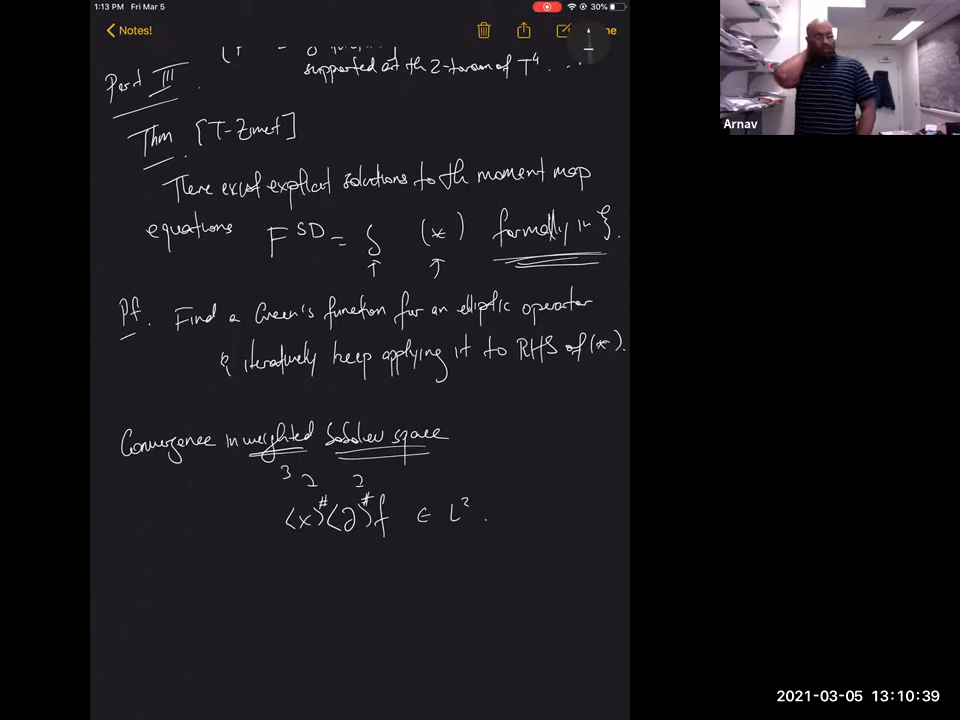 1:13 PM Fri Mar 5
30%
Notes!
supported at the 2-torsion of T⁴ ...
Part III
Thm [T-Zimet]
There exist explicit solutions to the moment map
equations F^SD = δ (*) formally in ξ.
Pf. Find a Green's function for an elliptic operator
& iteratively keep applying it to RHS of (*).
Convergence in weighted Sobolev space
3 2 2
⟨x⟩^# ⟨∂⟩^# f ∈ L².
Arnav
2021-03-05 13:10:39